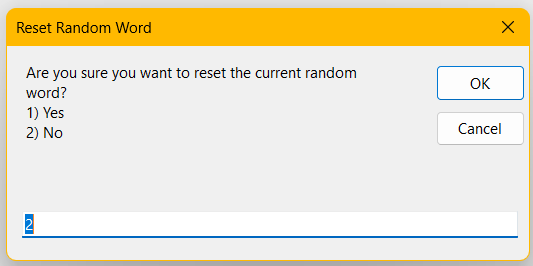 Reset Random Word
Are you sure you want to reset the current random
word?
1) Yes
2) No
OK
Cancel
2